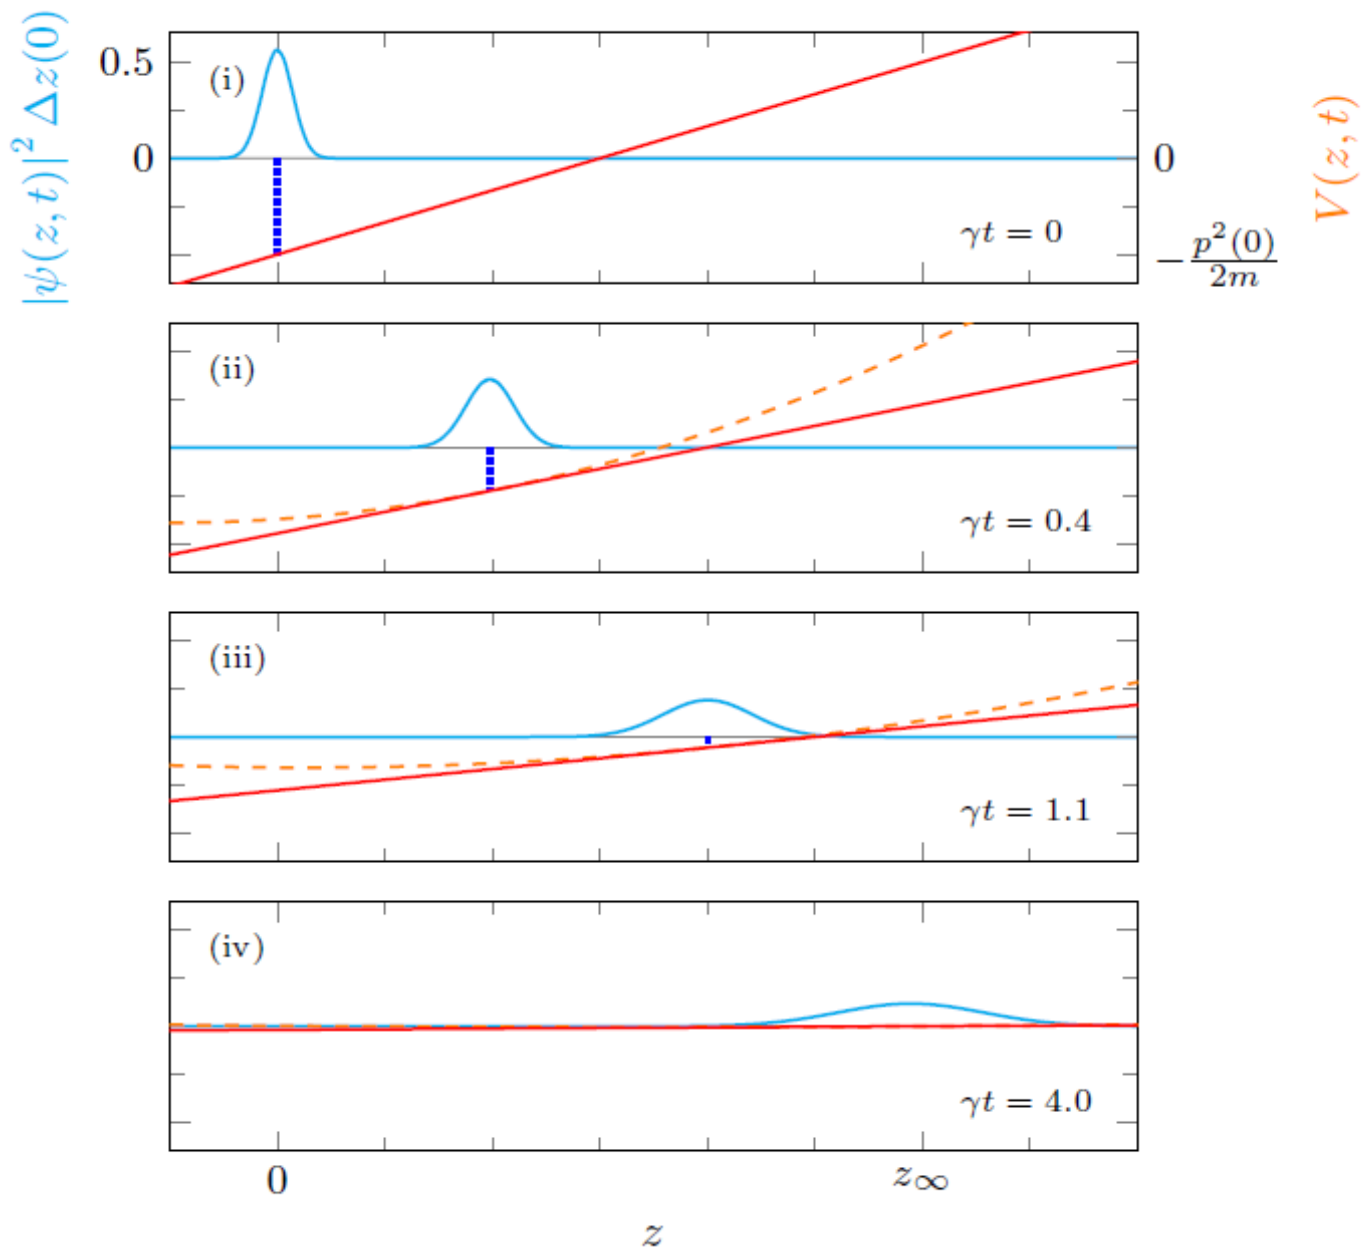 |ψ(z, t)|² Δz(0)
0.5
0
(i)
γt = 0
0
−p²(0)/2m
V(z, t)
(ii)
γt = 0.4
(iii)
γt = 1.1
(iv)
γt = 4.0
0
z∞
z